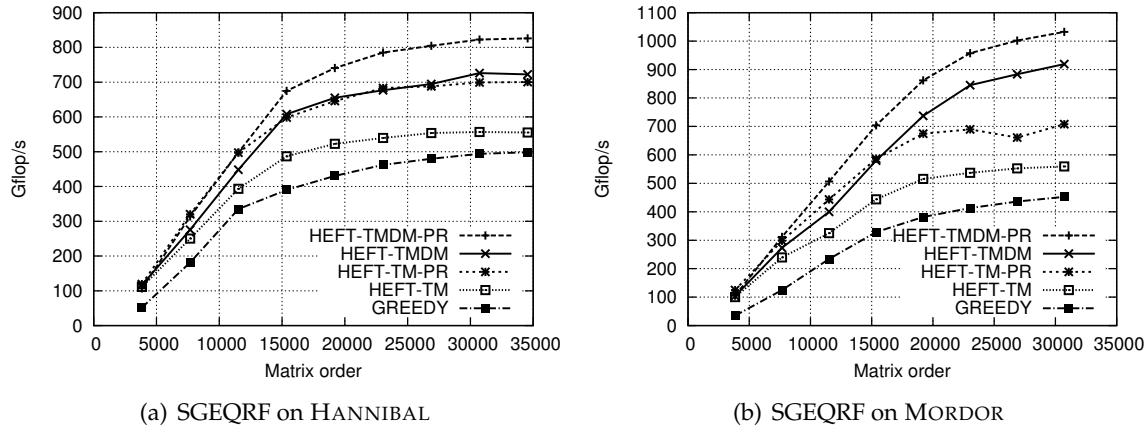 900
800
700
600
500
400
300
200
100
0
Gflop/s
HEFT-TMDM-PR
HEFT-TMDM
HEFT-TM-PR
HEFT-TM
GREEDY
0 5000 10000 15000 20000 25000 30000 35000
Matrix order
(a) SGEQRF on HANNIBAL
1100
1000
900
800
700
600
500
400
300
200
100
0
Gflop/s
HEFT-TMDM-PR
HEFT-TMDM
HEFT-TM-PR
HEFT-TM
GREEDY
0 5000 10000 15000 20000 25000 30000 35000
Matrix order
(b) SGEQRF on MORDOR